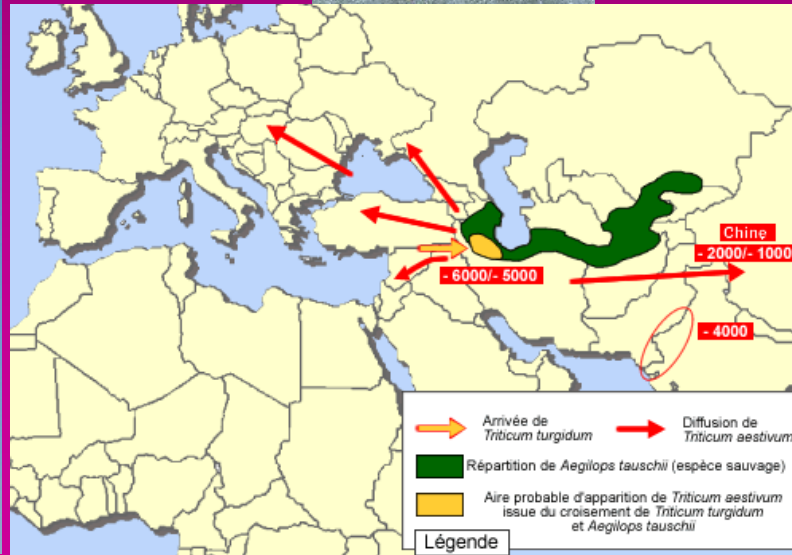 Chine
- 2000/- 1000
- 6000/- 5000
- 4000
Arrivée de
Triticum turgidum
Diffusion de
Triticum aestivum
Répartition de Aegilops tauschii (espèce sauvage)
Aire probable d'apparition de Triticum aestivum
issue du croisement de Triticum turgidum
et Aegilops tauschii
Légende